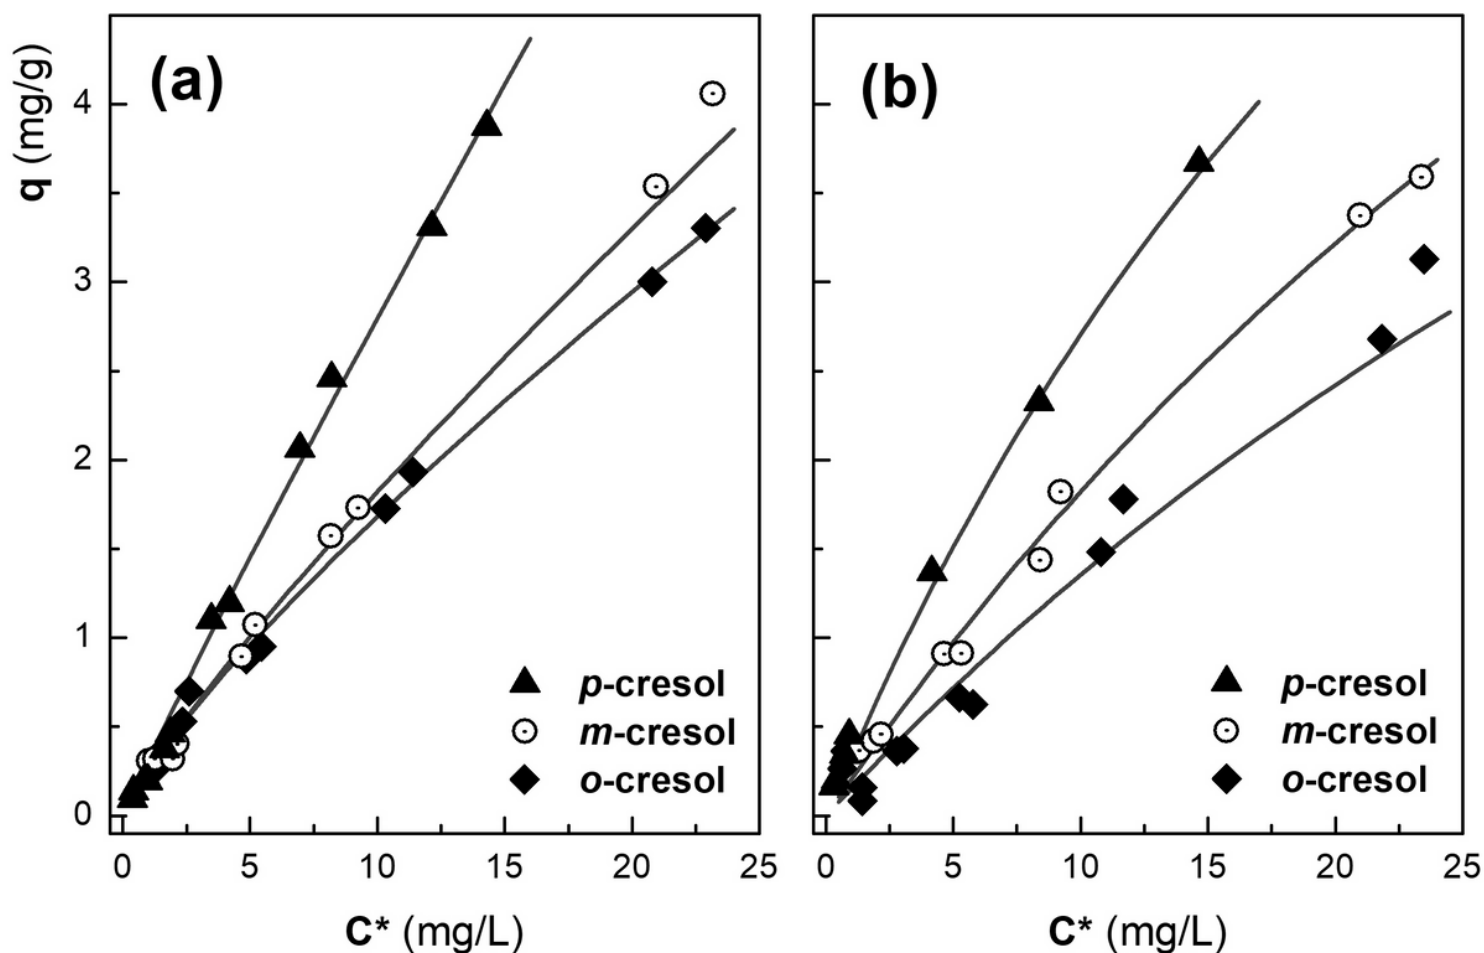 (a)
q (mg/g)
4
3
2
1
0
p-cresol
m-cresol
o-cresol
0 5 10 15 20 25
C* (mg/L)
(b)
p-cresol
m-cresol
o-cresol
0 5 10 15 20 25
C* (mg/L)